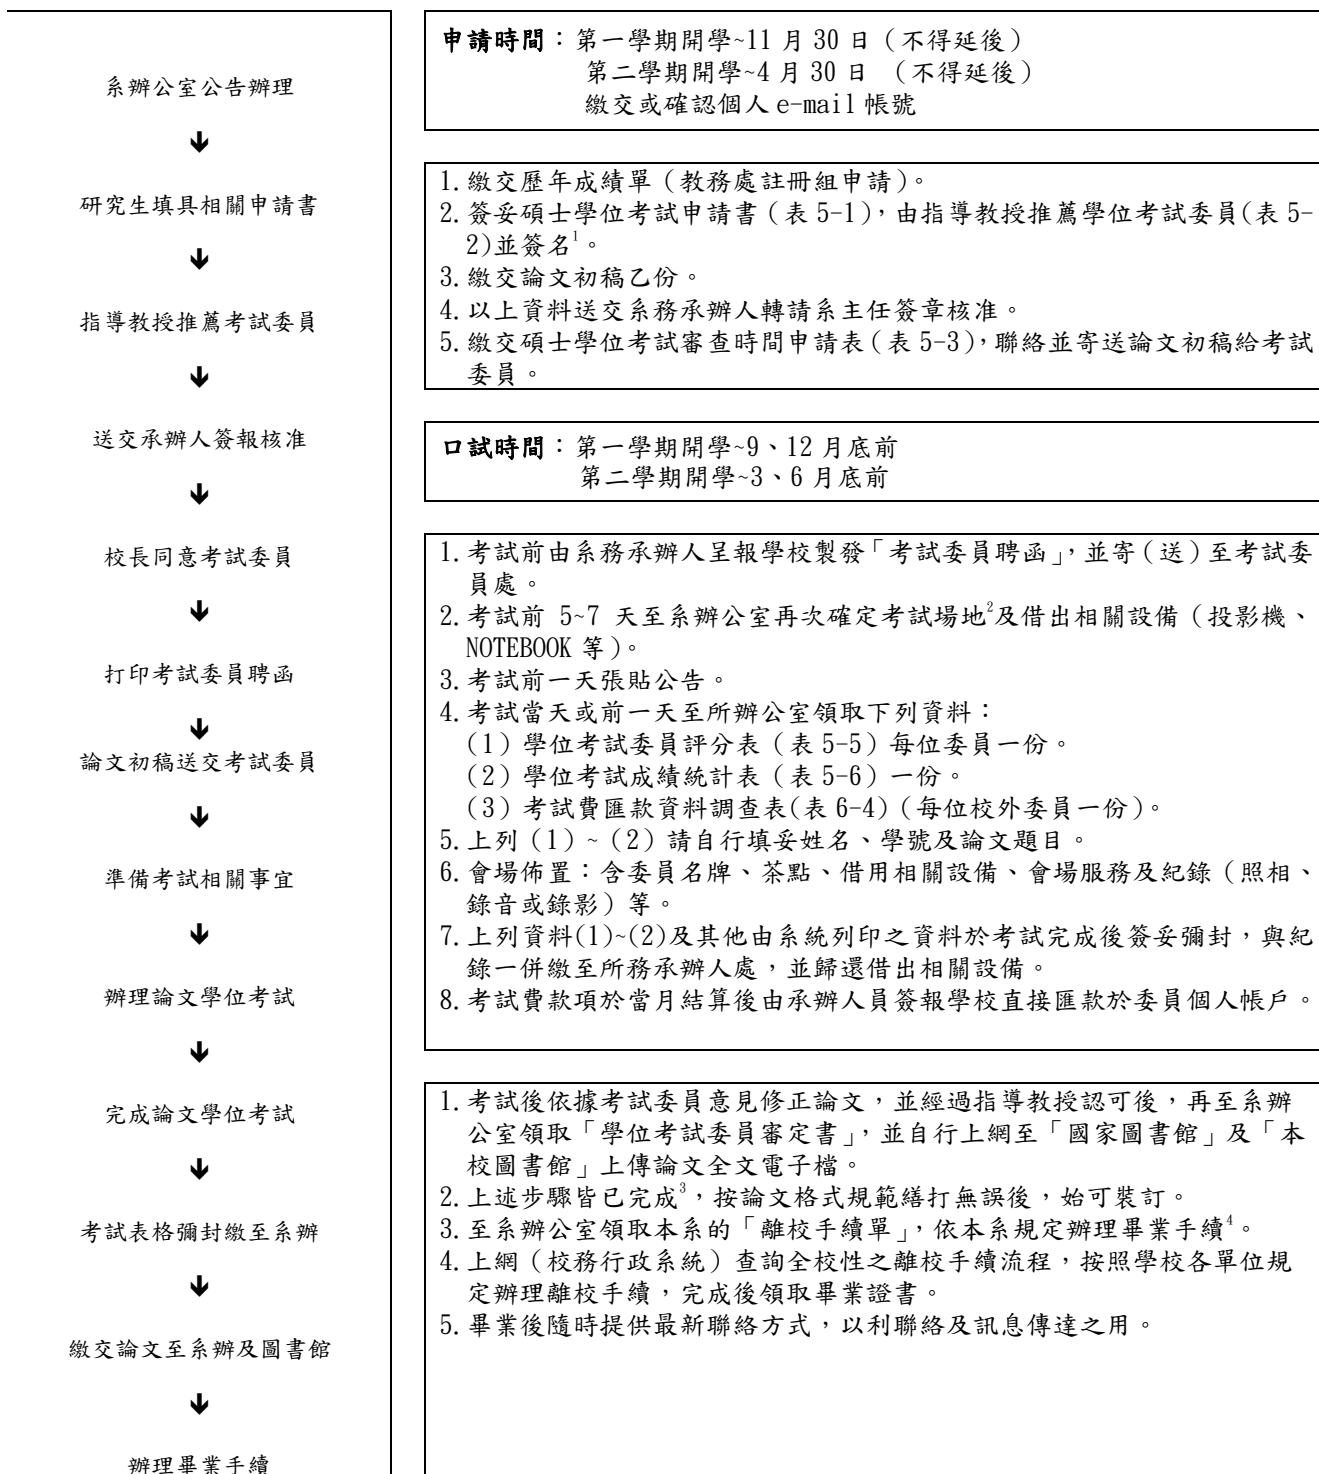 系辦公室公告辦理
🡻
研究生填具相關申請書
🡻
指導教授推薦考試委員
🡻
送交承辦人簽報核准
🡻
校長同意考試委員
🡻
打印考試委員聘函
🡻
論文初稿送交考試委員
🡻
準備考試相關事宜
🡻
辦理論文學位考試
🡻
完成論文學位考試
🡻
考試表格彌封繳至系辦
🡻
繳交論文至系辦及圖書館
🡻
辦理畢業手續
申請時間：第一學期開學~11 月 30 日（不得延後）
第二學期開學~4 月 30 日 （不得延後）
繳交或確認個人 e-mail 帳號
1.繳交歷年成績單（教務處註冊組申請）。
2.簽妥碩士學位考試申請書（表 5-1），由指導教授推薦學位考試委員(表 5-
2)並簽名1。
3.繳交論文初稿乙份。
4.以上資料送交系務承辦人轉請系主任簽章核准。
5.繳交碩士學位考試審查時間申請表（表 5-3），聯絡並寄送論文初稿給考試
委員。
口試時間：第一學期開學~9、12 月底前
第二學期開學~3、6 月底前
1.考試前由系務承辦人呈報學校製發「考試委員聘函」，並寄（送）至考試委
員處。
2.考試前 5~7 天至系辦公室再次確定考試場地2及借出相關設備（投影機、
NOTEBOOK 等）。
3.考試前一天張貼公告。
4.考試當天或前一天至所辦公室領取下列資料：
(1）學位考試委員評分表（表 5-5）每位委員一份。
(2）學位考試成績統計表（表 5-6）一份。
(3）考試費匯款資料調查表(表 6-4)（每位校外委員一份）。
5.上列（1）~（2）請自行填妥姓名、學號及論文題目。
6.會場佈置：含委員名牌、茶點、借用相關設備、會場服務及紀錄（照相、
錄音或錄影）等。
7.上列資料(1)~(2)及其他由系統列印之資料於考試完成後簽妥彌封，與紀
錄一併繳至所務承辦人處，並歸還借出相關設備。
8.考試費款項於當月結算後由承辦人員簽報學校直接匯款於委員個人帳戶。
1.考試後依據考試委員意見修正論文，並經過指導教授認可後，再至系辦
公室領取「學位考試委員審定書」，並自行上網至「國家圖書館」及「本
校圖書館」上傳論文全文電子檔。
2.上述步驟皆已完成3，按論文格式規範繕打無誤後，始可裝訂。
3.至系辦公室領取本系的「離校手續單」，依本系規定辦理畢業手續4。
4.上網（校務行政系統）查詢全校性之離校手續流程，按照學校各單位規
定辦理離校手續，完成後領取畢業證書。
5.畢業後隨時提供最新聯絡方式，以利聯絡及訊息傳達之用。